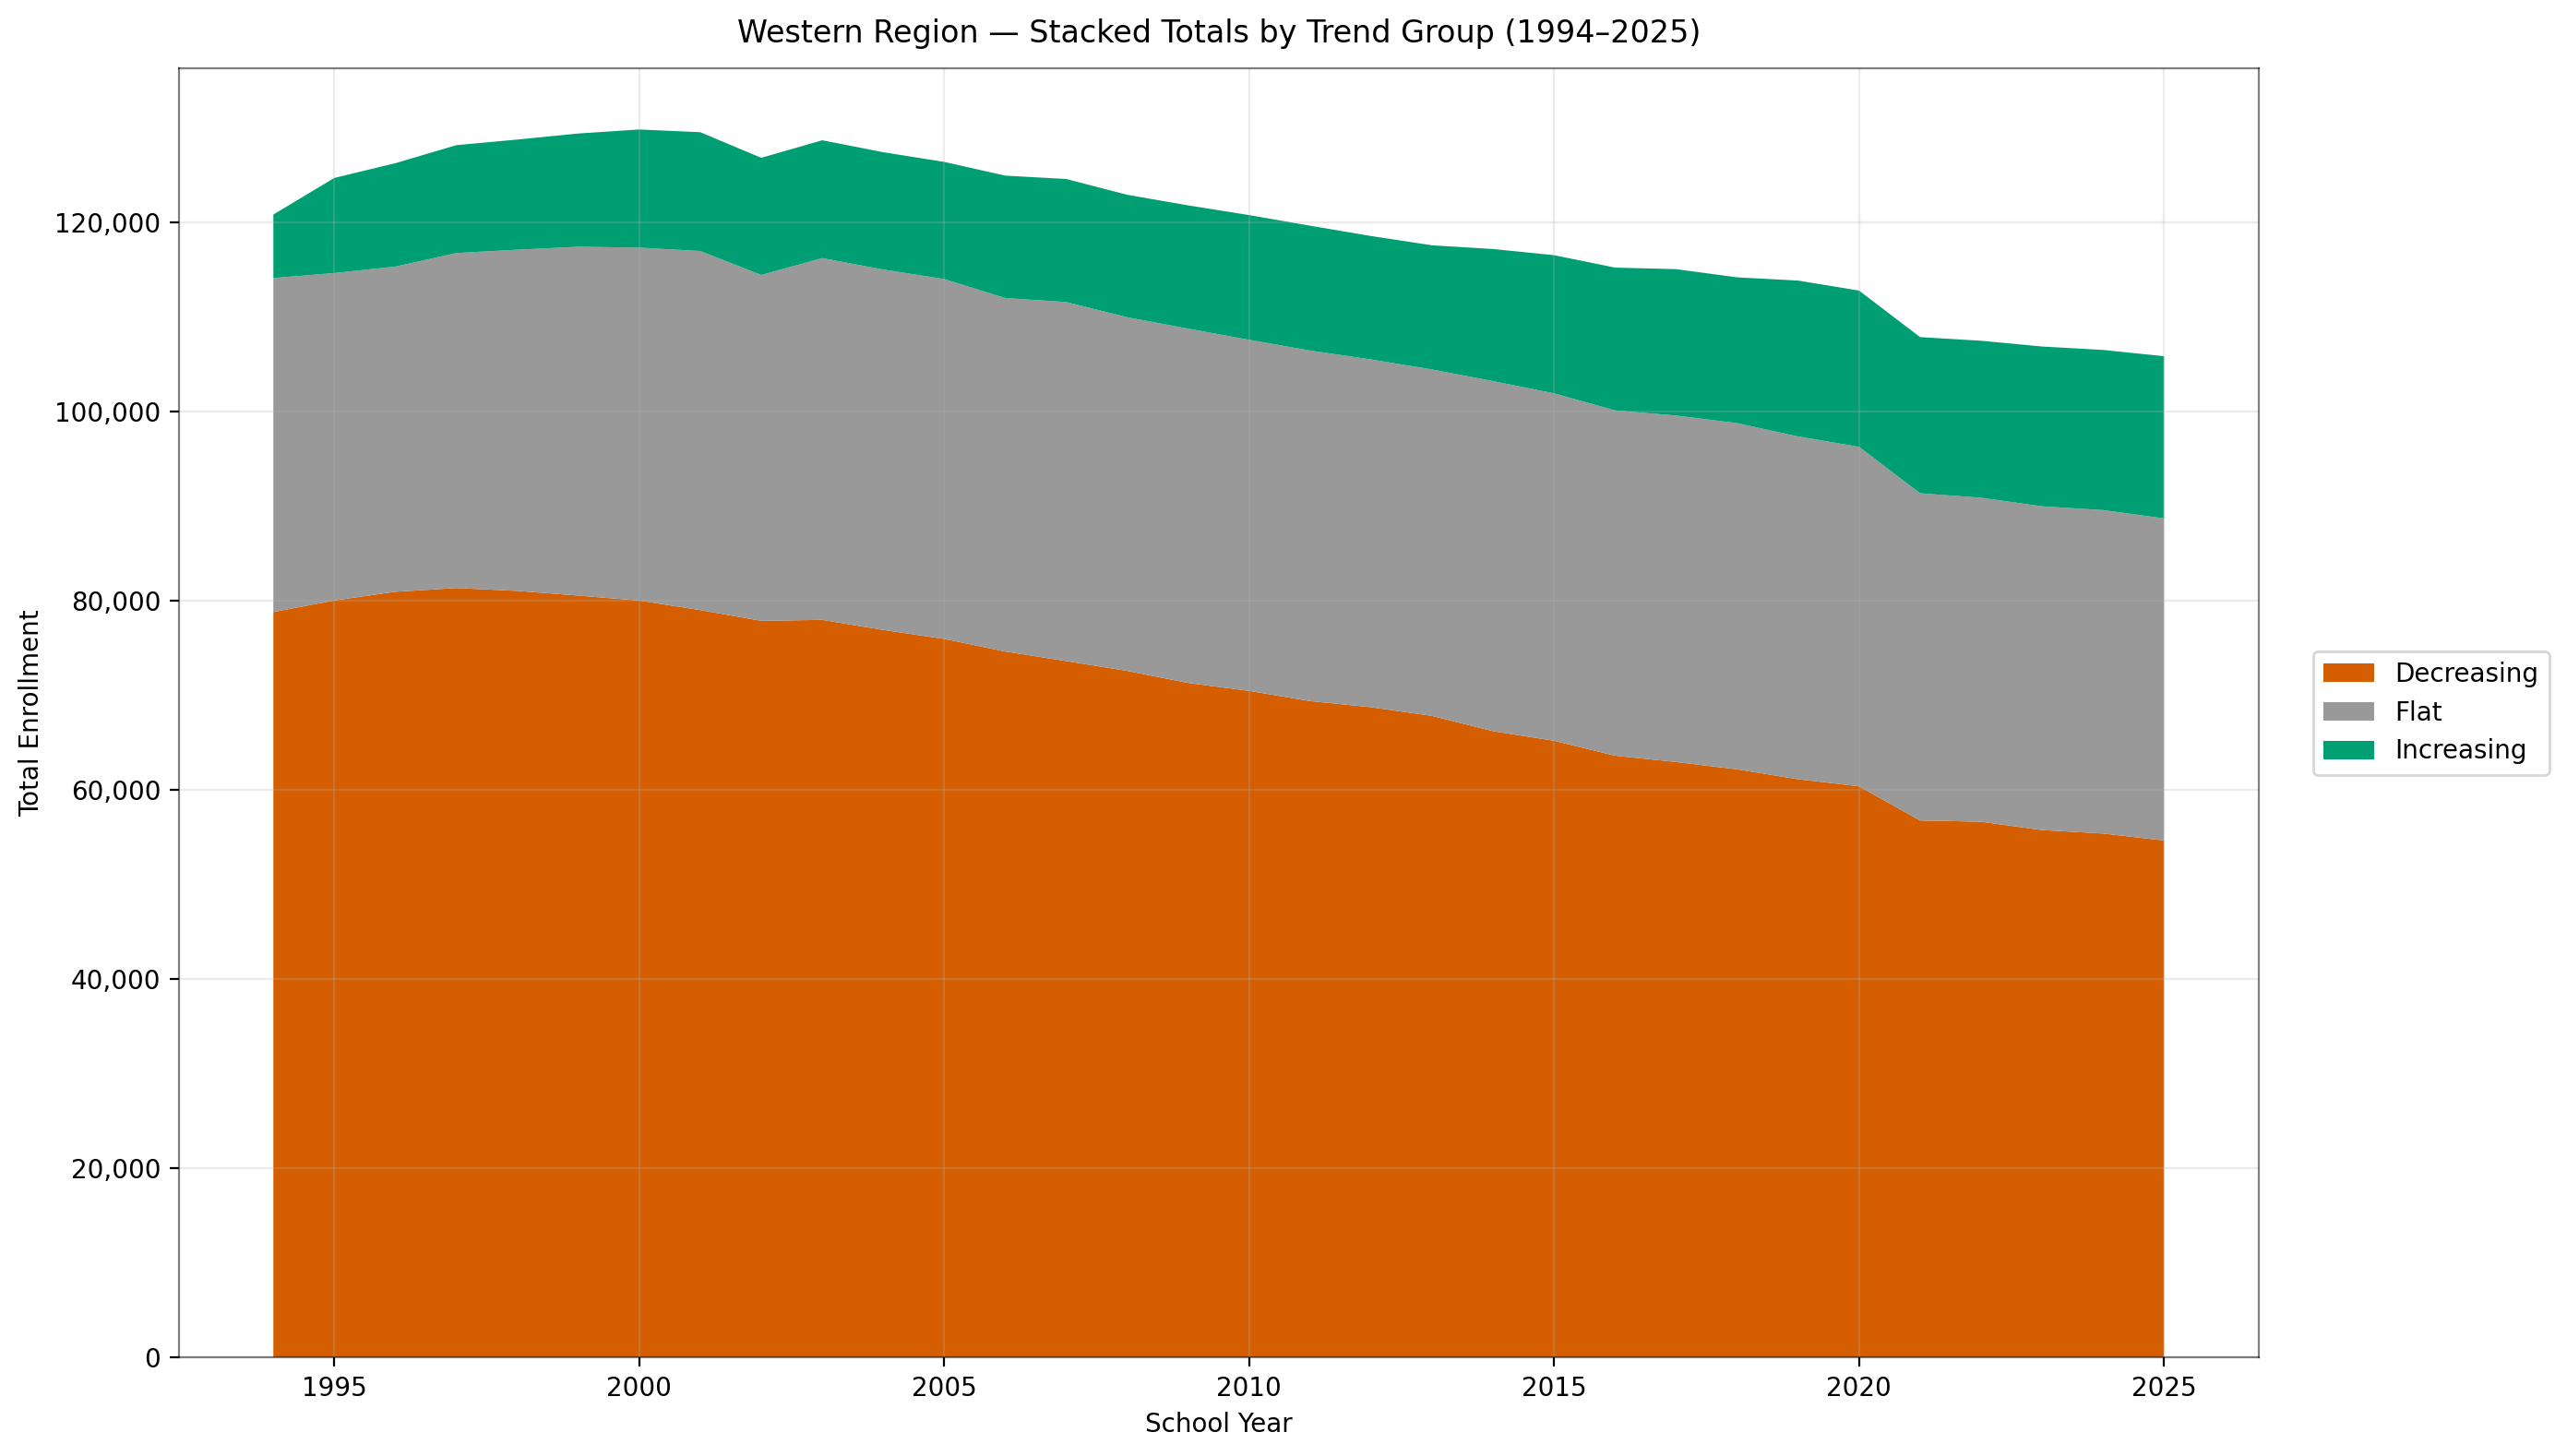 Western Region — Stacked Totals by Trend Group (1994–2025)
Total Enrollment
120,000
100,000
80,000
60,000
40,000
20,000
0
1995 2000 2005 2010 2015 2020 2025
School Year
Decreasing
Flat
Increasing